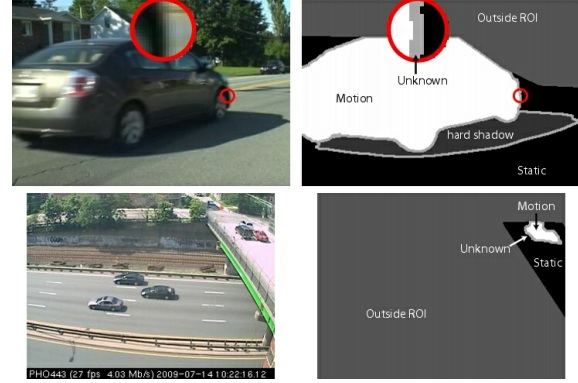 Outside ROI
Unknown
Motion
hard shadow
Static
Motion
Unknown
Static
Outside ROI
PHO443 (27 fps 4.03 Mb/s) 2009-07-14 10:22:16.12